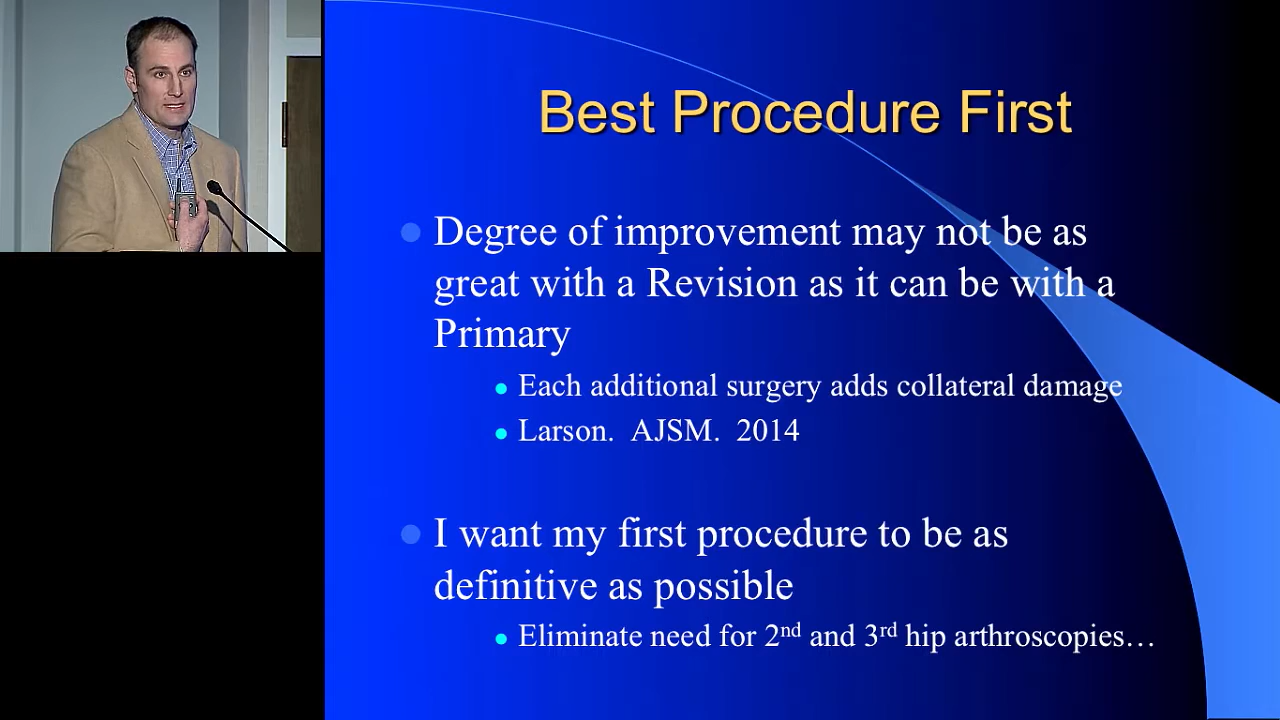 Best Procedure First
Degree of improvement may not be as
great with a Revision as it can be with a
Primary
Each additional surgery adds collateral damage
Larson. AJSM. 2014
I want my first procedure to be as
definitive as possible
Eliminate need for 2nd and 3rd hip arthroscopies…